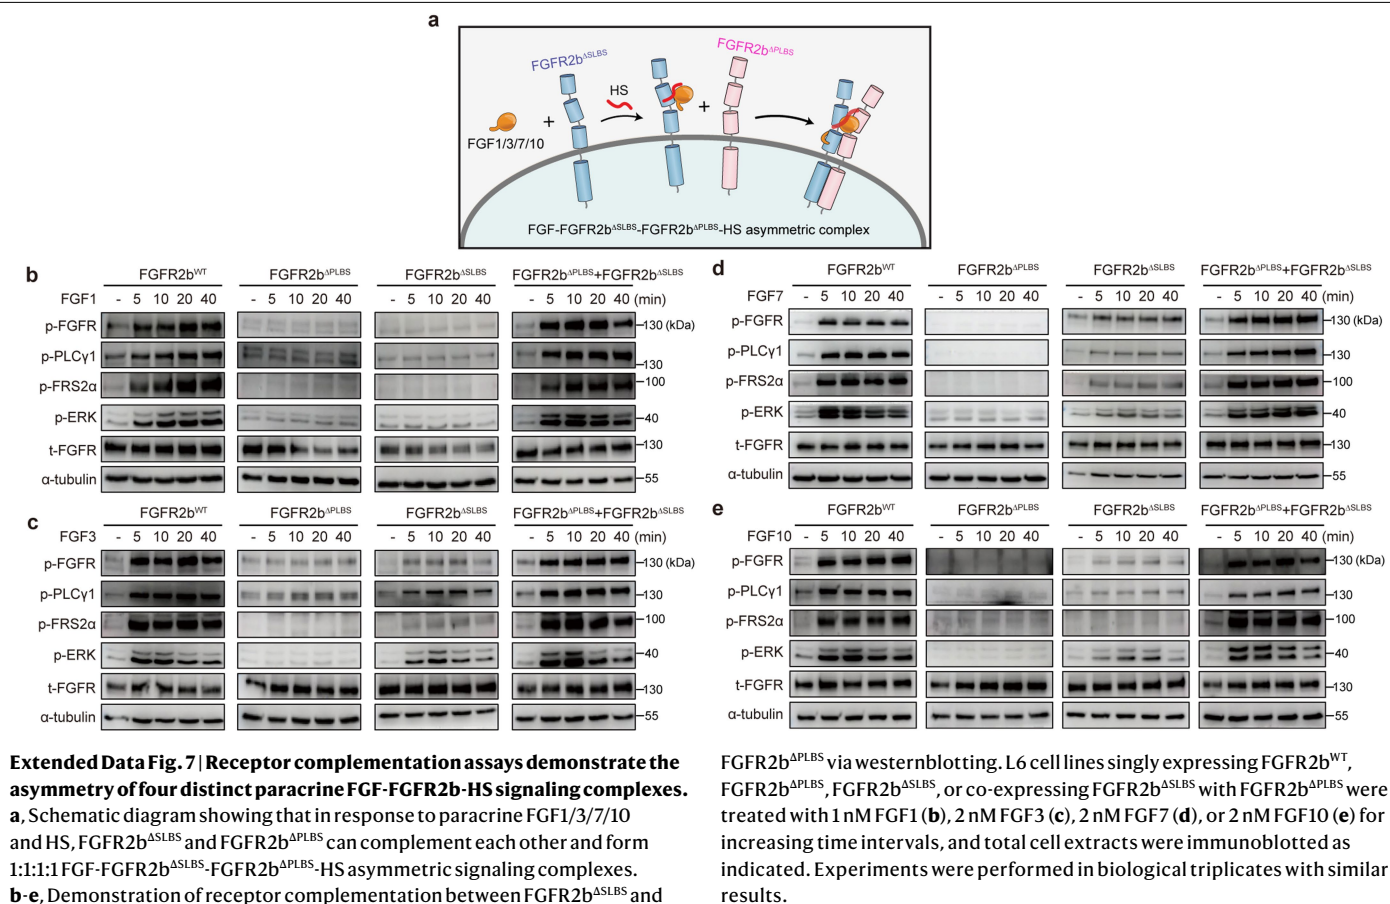 a
FGFR2b^ΔSLBS
FGFR2b^ΔPLBS
HS
+
+
FGF1/3/7/10
FGF-FGFR2b^ΔSLBS-FGFR2b^ΔPLBS-HS asymmetric complex
b
FGFR2b^WT FGFR2b^ΔPLBS FGFR2b^ΔSLBS FGFR2b^ΔPLBS+FGFR2b^ΔSLBS
FGF1 - 5 10 20 40 - 5 10 20 40 - 5 10 20 40 - 5 10 20 40 (min)
p-FGFR 130 (kDa)
p-PLCγ1 130
p-FRS2α 100
p-ERK 40
t-FGFR 130
α-tubulin 55
c
FGFR2b^WT FGFR2b^ΔPLBS FGFR2b^ΔSLBS FGFR2b^ΔPLBS+FGFR2b^ΔSLBS
FGF3 - 5 10 20 40 - 5 10 20 40 - 5 10 20 40 - 5 10 20 40 (min)
p-FGFR 130 (kDa)
p-PLCγ1 130
p-FRS2α 100
p-ERK 40
t-FGFR 130
α-tubulin 55
d
FGFR2b^WT FGFR2b^ΔPLBS FGFR2b^ΔSLBS FGFR2b^ΔPLBS+FGFR2b^ΔSLBS
FGF7 - 5 10 20 40 - 5 10 20 40 - 5 10 20 40 - 5 10 20 40 (min)
p-FGFR 130 (kDa)
p-PLCγ1 130
p-FRS2α 100
p-ERK 40
t-FGFR 130
α-tubulin 55
e
FGFR2b^WT FGFR2b^ΔPLBS FGFR2b^ΔSLBS FGFR2b^ΔPLBS+FGFR2b^ΔSLBS
FGF10 - 5 10 20 40 - 5 10 20 40 - 5 10 20 40 - 5 10 20 40 (min)
p-FGFR 130 (kDa)
p-PLCγ1 130
p-FRS2α 100
p-ERK 40
t-FGFR 130
α-tubulin 55
Extended Data Fig. 7 | Receptor complementation assays demonstrate the
asymmetry of four distinct paracrine FGF-FGFR2b-HS signaling complexes.
a, Schematic diagram showing that in response to paracrine FGF1/3/7/10
and HS, FGFR2b^ΔSLBS and FGFR2b^ΔPLBS can complement each other and form
1:1:1:1 FGF-FGFR2b^ΔSLBS-FGFR2b^ΔPLBS-HS asymmetric signaling complexes.
b-e, Demonstration of receptor complementation between FGFR2b^ΔSLBS and
FGFR2b^ΔPLBS via westernblotting. L6 cell lines singly expressing FGFR2b^WT,
FGFR2b^ΔPLBS, FGFR2b^ΔSLBS, or co-expressing FGFR2b^ΔSLBS with FGFR2b^ΔPLBS were
treated with 1 nM FGF1 (b), 2 nM FGF3 (c), 2 nM FGF7 (d), or 2 nM FGF10 (e) for
increasing time intervals, and total cell extracts were immunoblotted as
indicated. Experiments were performed in biological triplicates with similar
results.